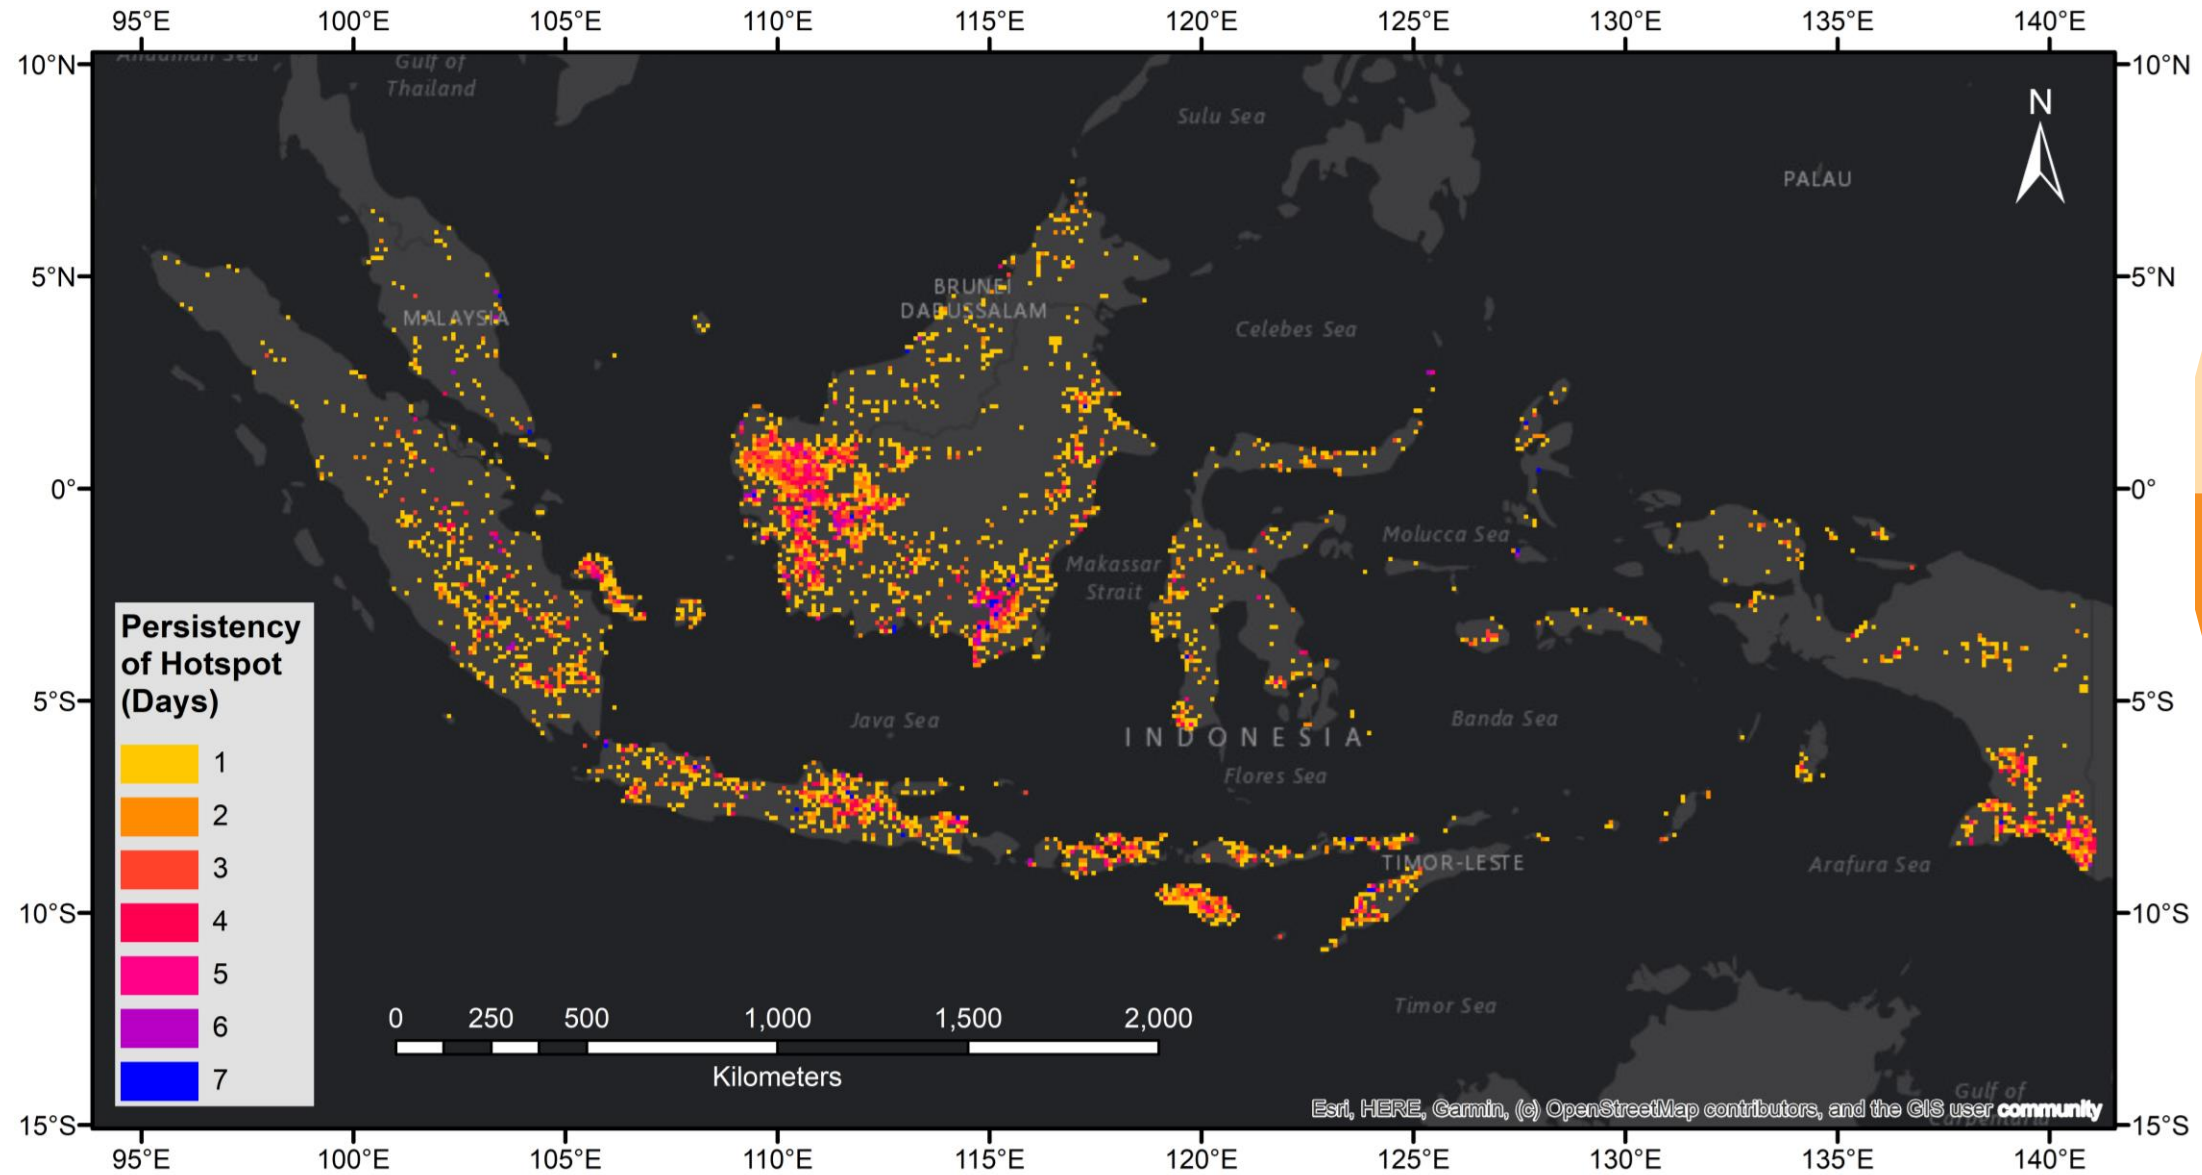 95°E 100°E 105°E 110°E 115°E 120°E 125°E 130°E 135°E 140°E
10°N
10°N
Andaman Sea
Gulf of
Thailand
Sulu Sea
N
PALAU
5°N
5°N
BRUNEI
DARUSSALAM
MALAYSIA
Celebes Sea
0°
0°
Molucca Sea
Makassar
Strait
Persistency
of Hotspot
(Days)
1
2
3
4
5
6
7
5°S
5°S
Java Sea
INDONESIA
Banda Sea
Flores Sea
TIMOR-LESTE
Arafura Sea
10°S
10°S
Timor Sea
0 250 500 1,000 1,500 2,000
Kilometers
Gulf of
Carpentaria
Esri, HERE, Garmin, (c) OpenStreetMap contributors, and the GIS user community
15°S
15°S
95°E 100°E 105°E 110°E 115°E 120°E 125°E 130°E 135°E 140°E